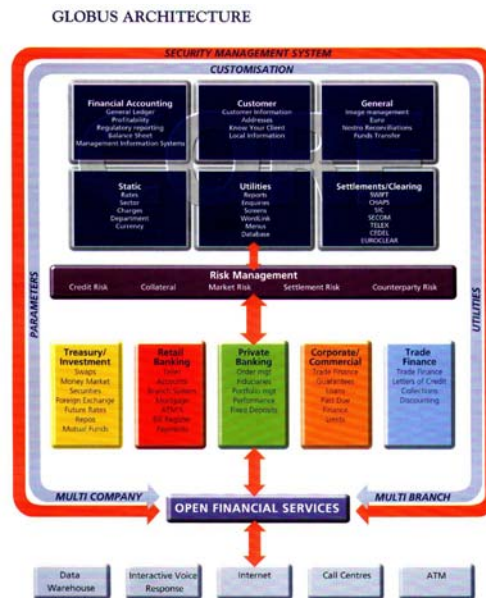 GLOBUS ARCHITECTURE
SECURITY MANAGEMENT SYSTEM
CUSTOMISATION
Financial Accounting
General Ledger
Profitability
Regulatory reporting
Balance Sheet
Management Information Systems
Customer
Customer Information
Addresses
Know Your Client
Local Information
General
Image management
Euro
Nostro Reconciliations
Funds Transfer
Static
Rates
Sector
Charges
Department
Currency
Utilities
Reports
Enquires
Screens
WordLink
Menus
Database
Settlements/Clearing
SWIFT
CHAPS
SIC
SECOM
TELEX
CEDEL
EUROCLEAR
PARAMETERS
UTILITIES
Risk Management
Credit Risk Collateral Market Risk Settlement Risk Counterparty Risk
Treasury/
Investment
Swaps
Money Market
Securities
Foreign Exchange
Future Rates
Repos
Mutual Funds
Retail
Banking
Teller
Accounts
Branch System
Mortgage
ATM's
Bill Register
Payments
Private
Banking
Order mgt
Fiduciaries
Portfolio mgt
Performance
Fixed Deposits
Corporate/
Commercial
Trade Finance
Guarantees
Loans
Past Due
Finance
Limits
Trade
Finance
Trade Finance
Letters of Credit
Collections
Discounting
MULTI COMPANY
MULTI BRANCH
OPEN FINANCIAL SERVICES
Data
Warehouse
Interactive Voice
Response
Internet
Call Centres
ATM